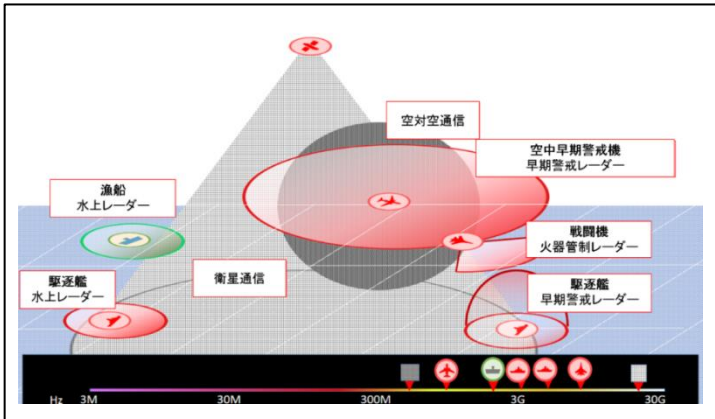 空対空通信
空中早期警戒機
早期警戒レーダー
漁船
水上レーダー
戦闘機
火器管制レーダー
衛星通信
駆逐艦
水上レーダー
駆逐艦
早期警戒レーダー
Hz 3M 30M 300M 3G 30G